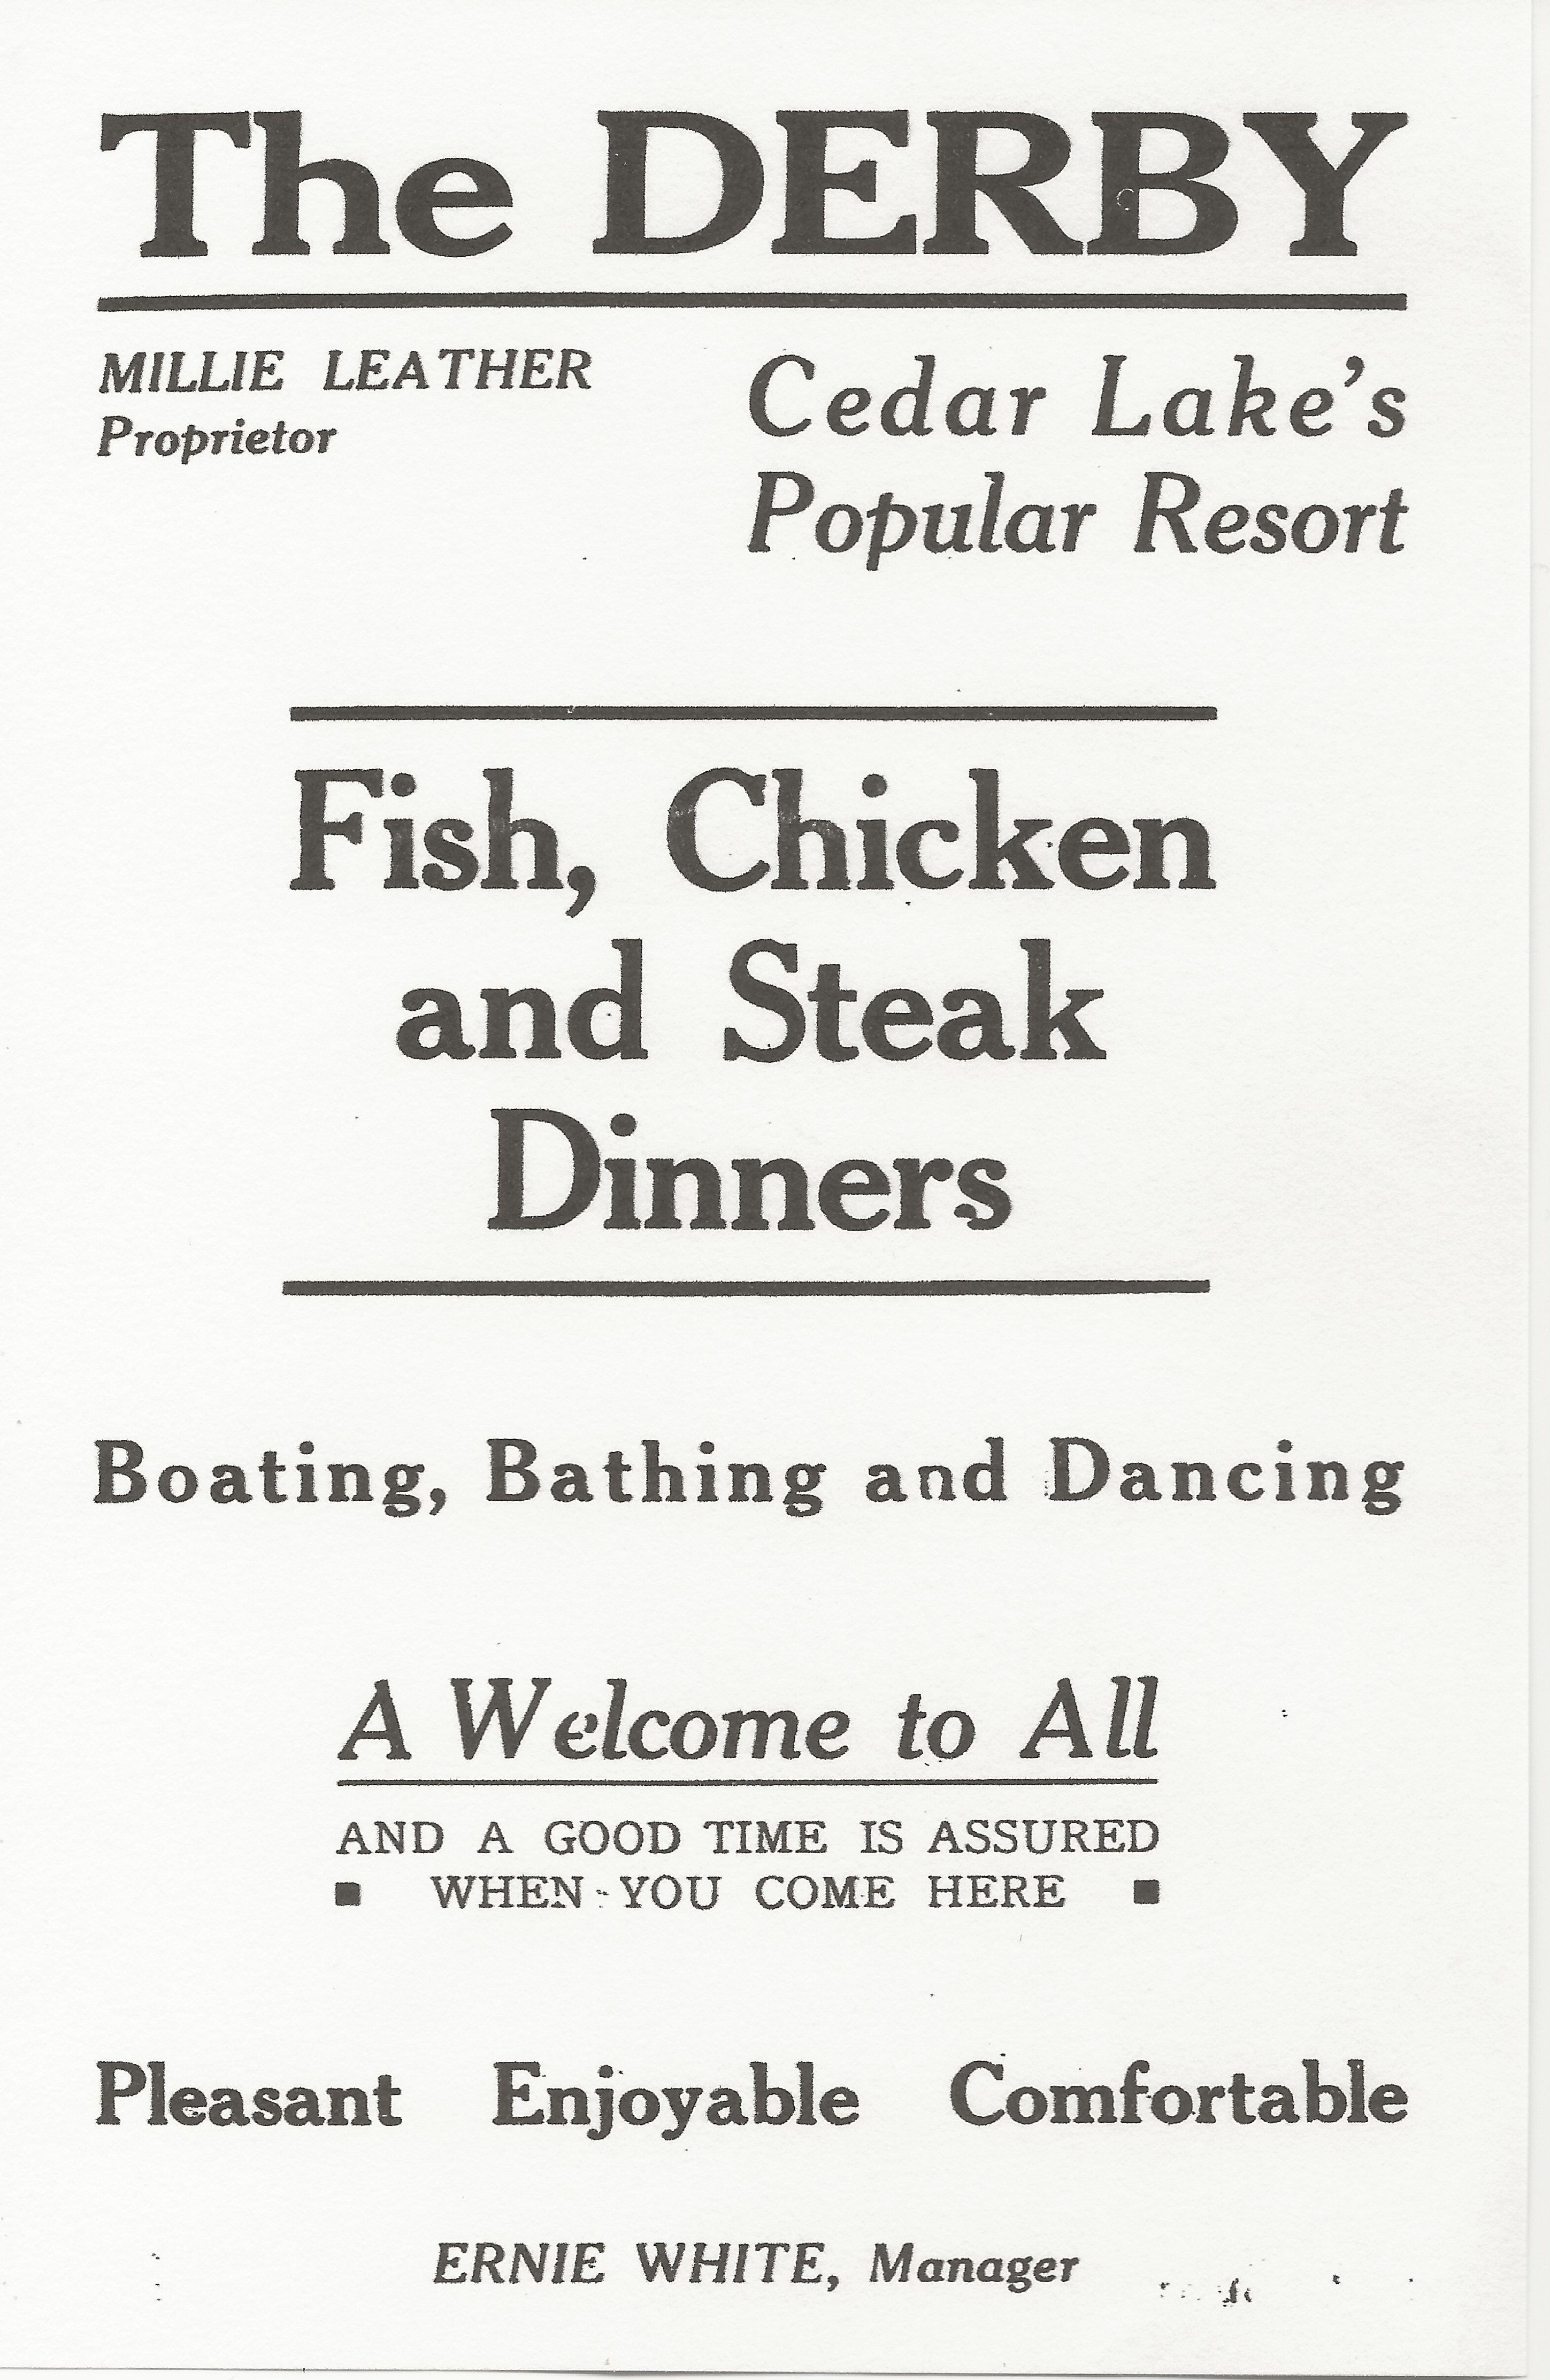 The DERBY
MILLIE LEATHER
Proprietor
Cedar Lake's
Popular Resort
Fish, Chicken
and Steak
Dinners
Boating, Bathing and Dancing
A Welcome to All
AND A GOOD TIME IS ASSURED
▪ WHEN YOU COME HERE ▪
Pleasant Enjoyable Comfortable
ERNIE WHITE, Manager